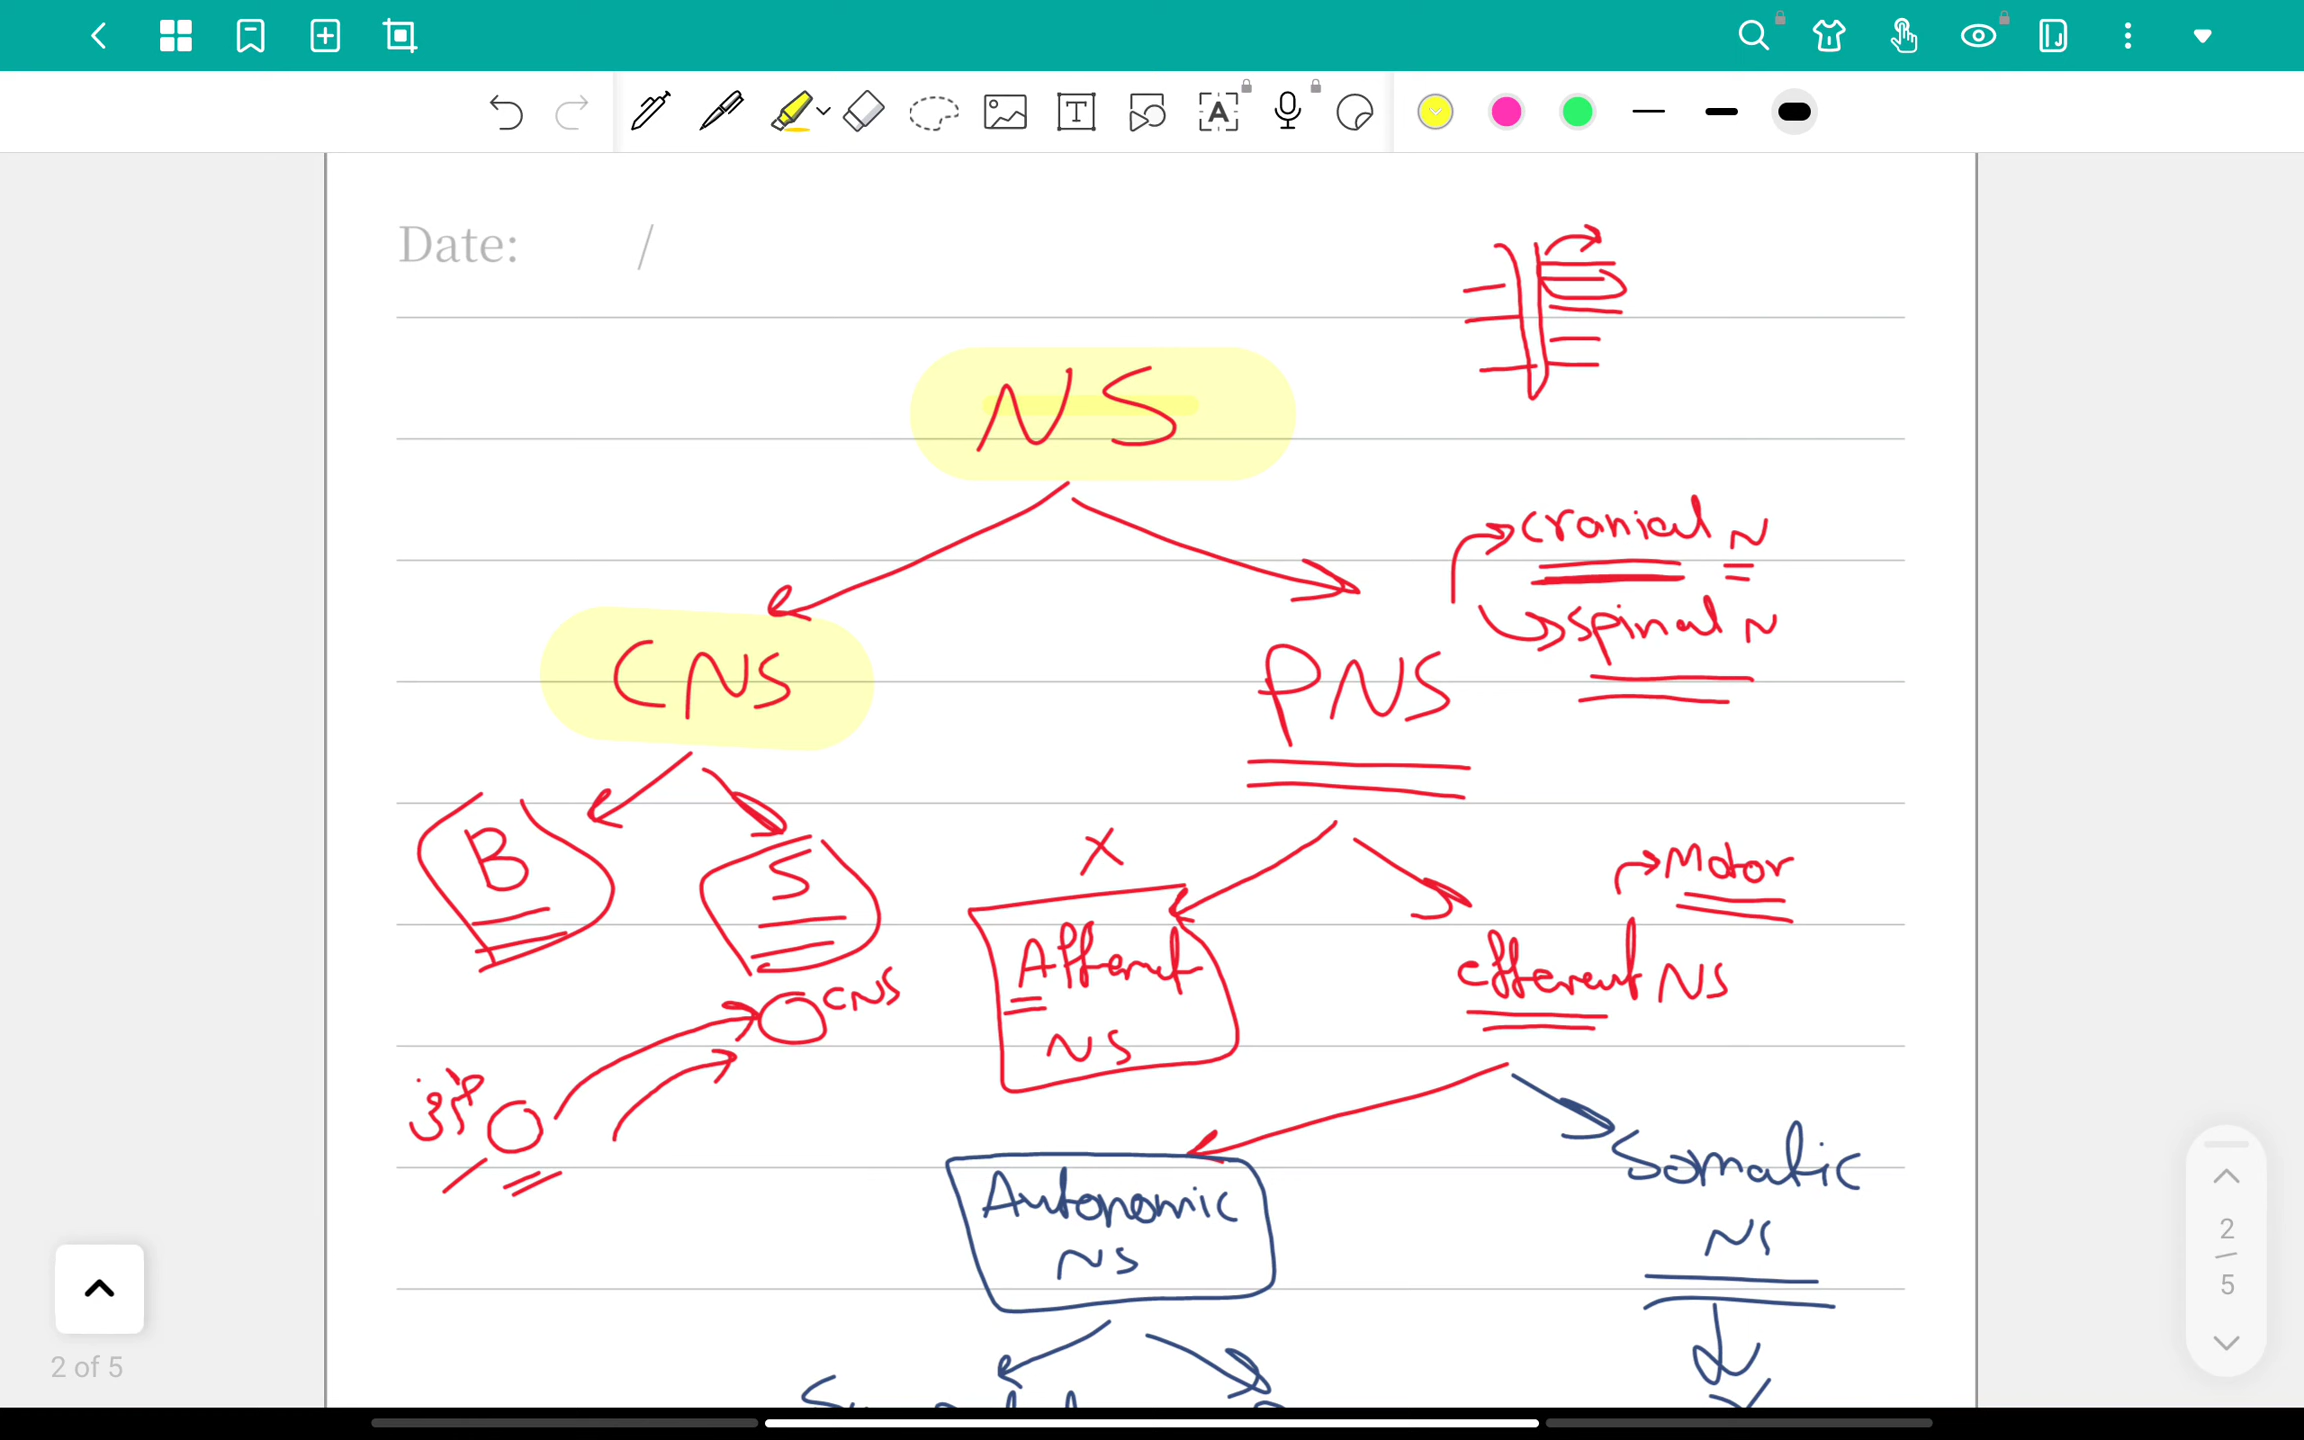 Date: /
NS
cranial N
spinal N
CNS
PNS
B
S
X
Motor
Afferent
NS
efferent NS
CNS
Somatic
NS
Autonomic
NS
2
5
2 of 5